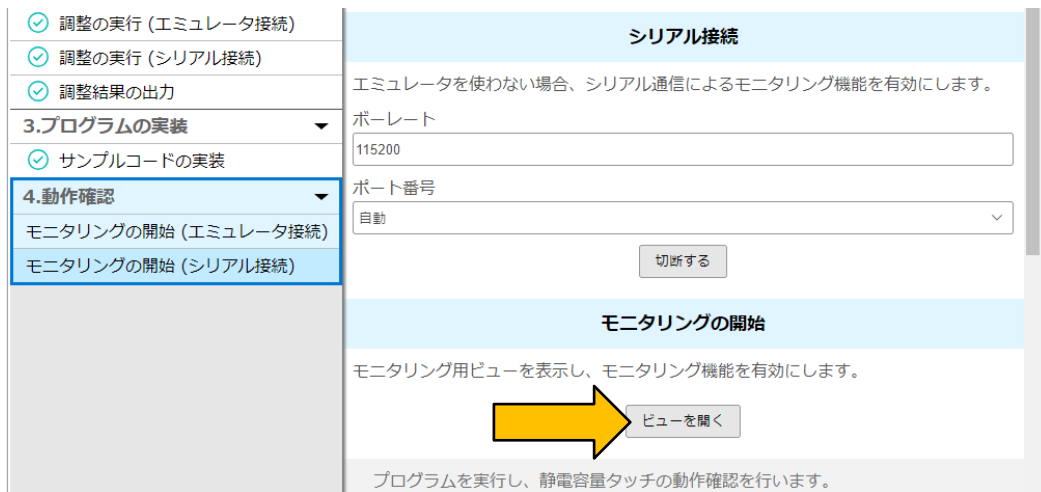 調整の実行 (エミュレータ接続)
調整の実行 (シリアル接続)
調整結果の出力
3.プログラムの実装
サンプルコードの実装
4.動作確認
モニタリングの開始 (エミュレータ接続)
モニタリングの開始 (シリアル接続)
シリアル接続
エミュレータを使わない場合、シリアル通信によるモニタリング機能を有効にします。
ボーレート
115200
ポート番号
自動
切断する
モニタリングの開始
モニタリング用ビューを表示し、モニタリング機能を有効にします。
ビューを開く
プログラムを実行し、静電容量タッチの動作確認を行います。